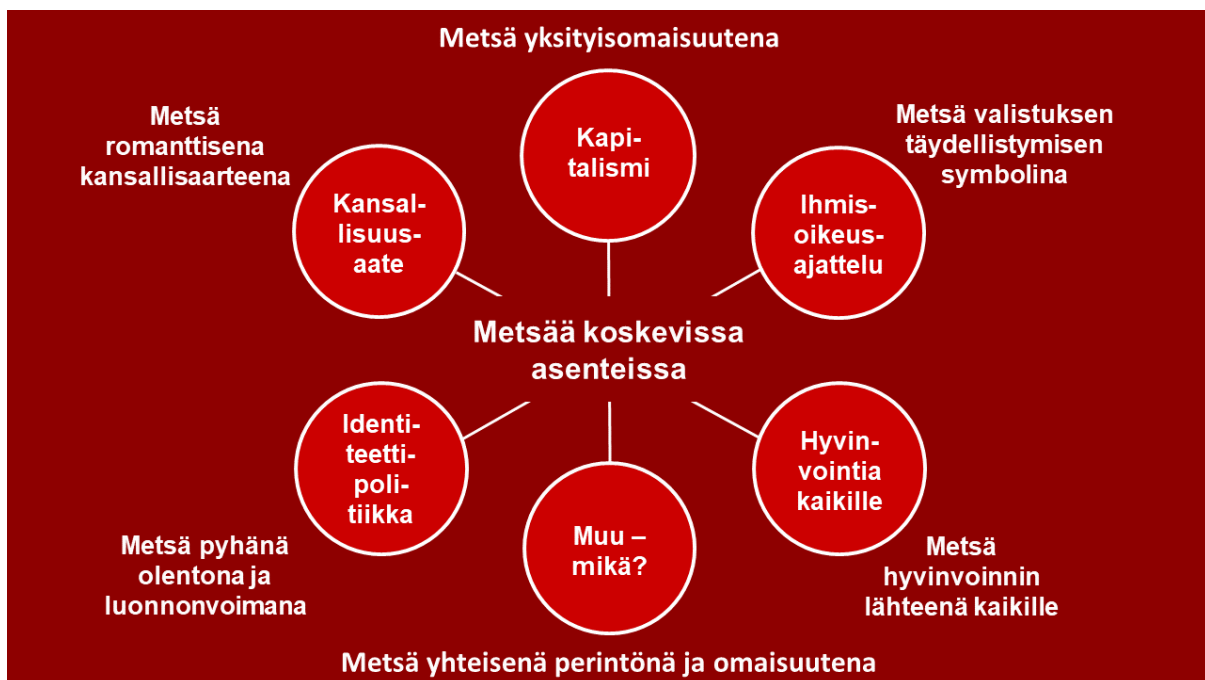 Metsä yksityisomaisuutena
Kapi-
talismi
Metsä
romanttisena
kansallisaarteena
Kansal-
lisuus-
aate
Metsä valistuksen
täydellistymisen
symbolina
Ihmis-
oikeus-
ajattelu
Metsää koskevissa
asenteissa
Identi-
teetti-
poli-
tiikka
Metsä pyhänä
olentona ja
luonnonvoimana
Muu –
mikä?
Hyvin-
vointia
kaikille
Metsä
hyvinvoinnin
lähteenä kaikille
Metsä yhteisenä perintönä ja omaisuutena